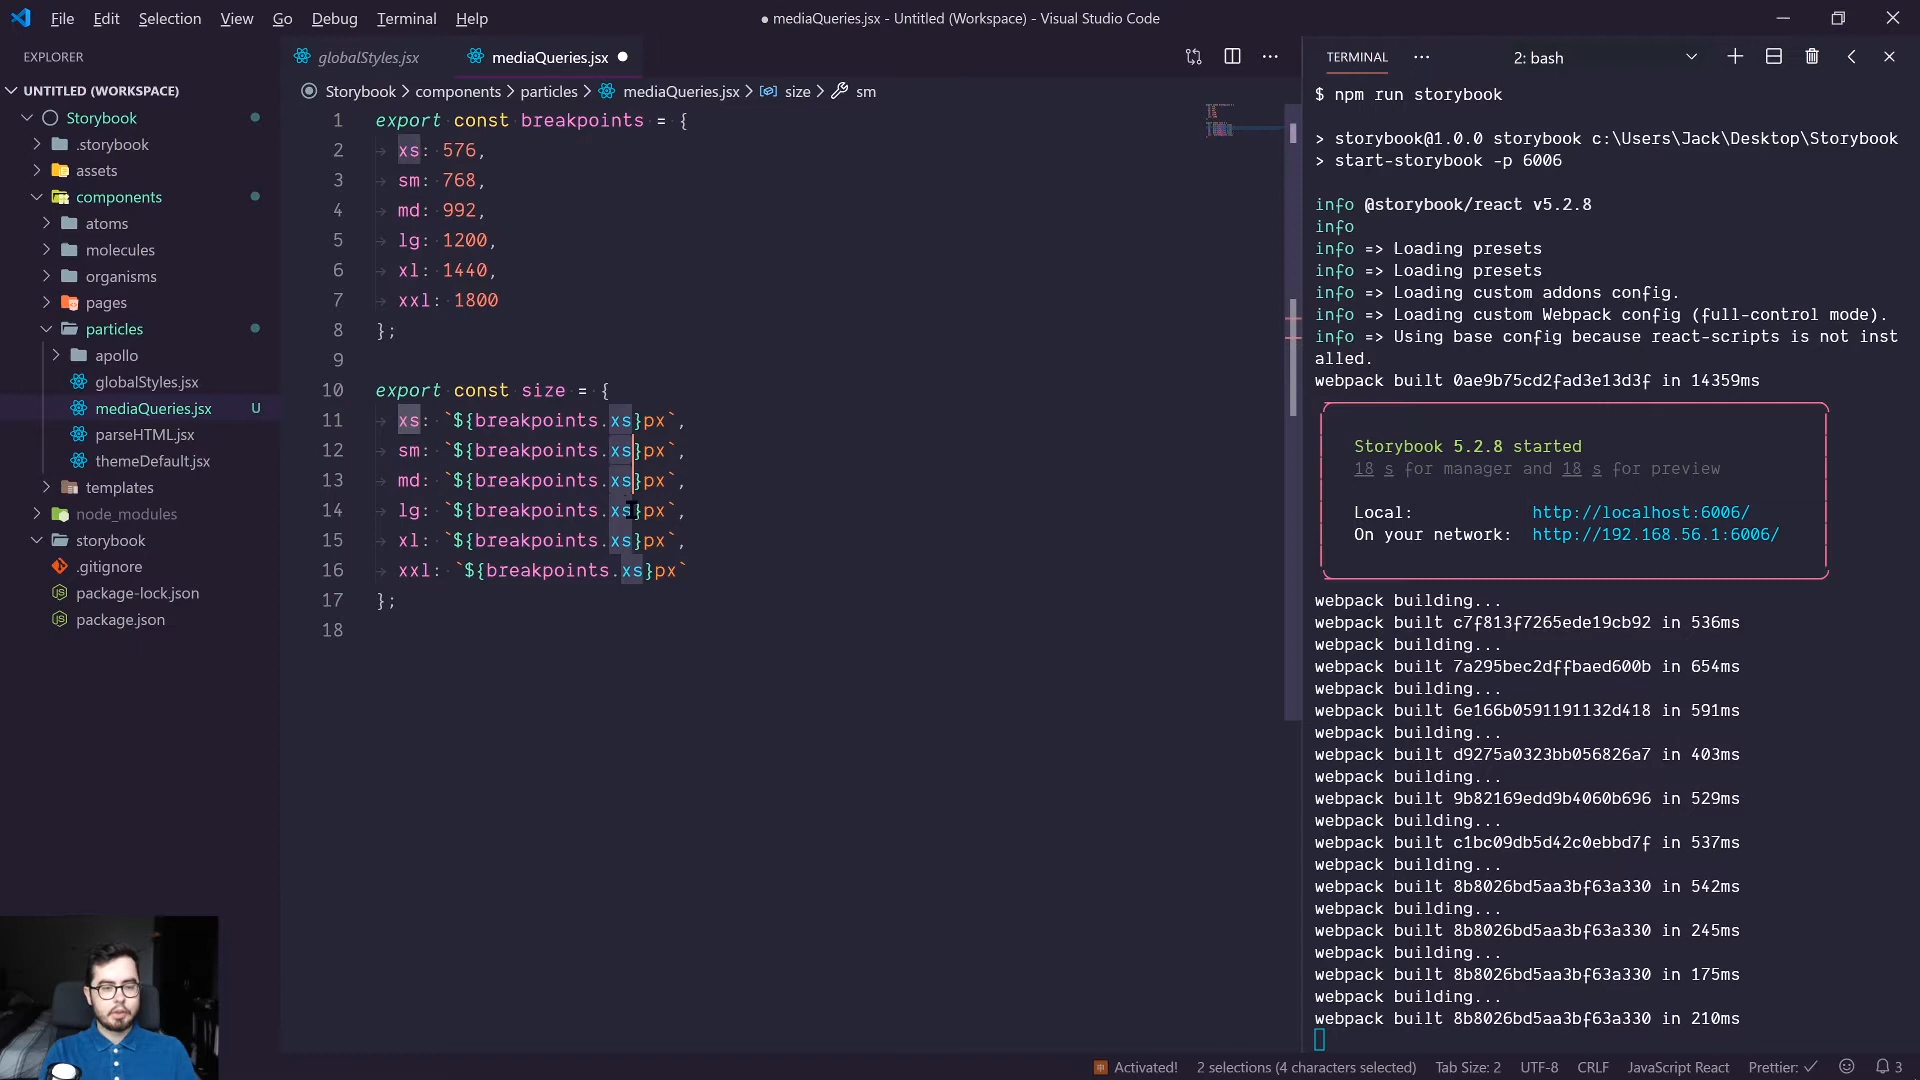 File Edit Selection View Go Debug Terminal Help
● mediaQueries.jsx - Untitled (Workspace) - Visual Studio Code
EXPLORER
UNTITLED (WORKSPACE)
Storybook
.storybook
assets
components
atoms
molecules
organisms
pages
particles
apollo
globalStyles.jsx
mediaQueries.jsx U
parseHTML.jsx
themeDefault.jsx
templates
node_modules
storybook
.gitignore
package-lock.json
package.json
globalStyles.jsx
mediaQueries.jsx
Storybook > components > particles > mediaQueries.jsx > size > sm
1 export const breakpoints = {
2 xs: 576,
3 sm: 768,
4 md: 992,
5 lg: 1200,
6 xl: 1440,
7 xxl: 1800
8 };
9
10 export const size = {
11 xs: `${breakpoints.xs}px`,
12 sm: `${breakpoints.xs}px`,
13 md: `${breakpoints.xs}px`,
14 lg: `${breakpoints.xs}px`,
15 xl: `${breakpoints.xs}px`,
16 xxl: `${breakpoints.xs}px`
17 };
18
TERMINAL ··· 2: bash
$ npm run storybook
> storybook@1.0.0 storybook c:\Users\Jack\Desktop\Storybook
> start-storybook -p 6006
info @storybook/react v5.2.8
info
info => Loading presets
info => Loading presets
info => Loading custom addons config.
info => Loading custom Webpack config (full-control mode).
info => Using base config because react-scripts is not inst
alled.
webpack built 0ae9b75cd2fad3e13d3f in 14359ms
Storybook 5.2.8 started
18 s for manager and 18 s for preview
Local: http://localhost:6006/
On your network: http://192.168.56.1:6006/
webpack building...
webpack built c7f813f7265ede19cb92 in 536ms
webpack building...
webpack built 7a295bec2dffbaed600b in 654ms
webpack building...
webpack built 6e166b0591191132d418 in 591ms
webpack building...
webpack built d9275a0323bb056826a7 in 403ms
webpack building...
webpack built 9b82169edd9b4060b696 in 529ms
webpack building...
webpack built c1bc09db5d42c0ebbd7f in 537ms
webpack building...
webpack built 8b8026bd5aa3bf63a330 in 542ms
webpack building...
webpack built 8b8026bd5aa3bf63a330 in 245ms
webpack building...
webpack built 8b8026bd5aa3bf63a330 in 175ms
webpack building...
webpack built 8b8026bd5aa3bf63a330 in 210ms
Activated! 2 selections (4 characters selected) Tab Size: 2 UTF-8 CRLF JavaScript React Prettier: ✓ 3